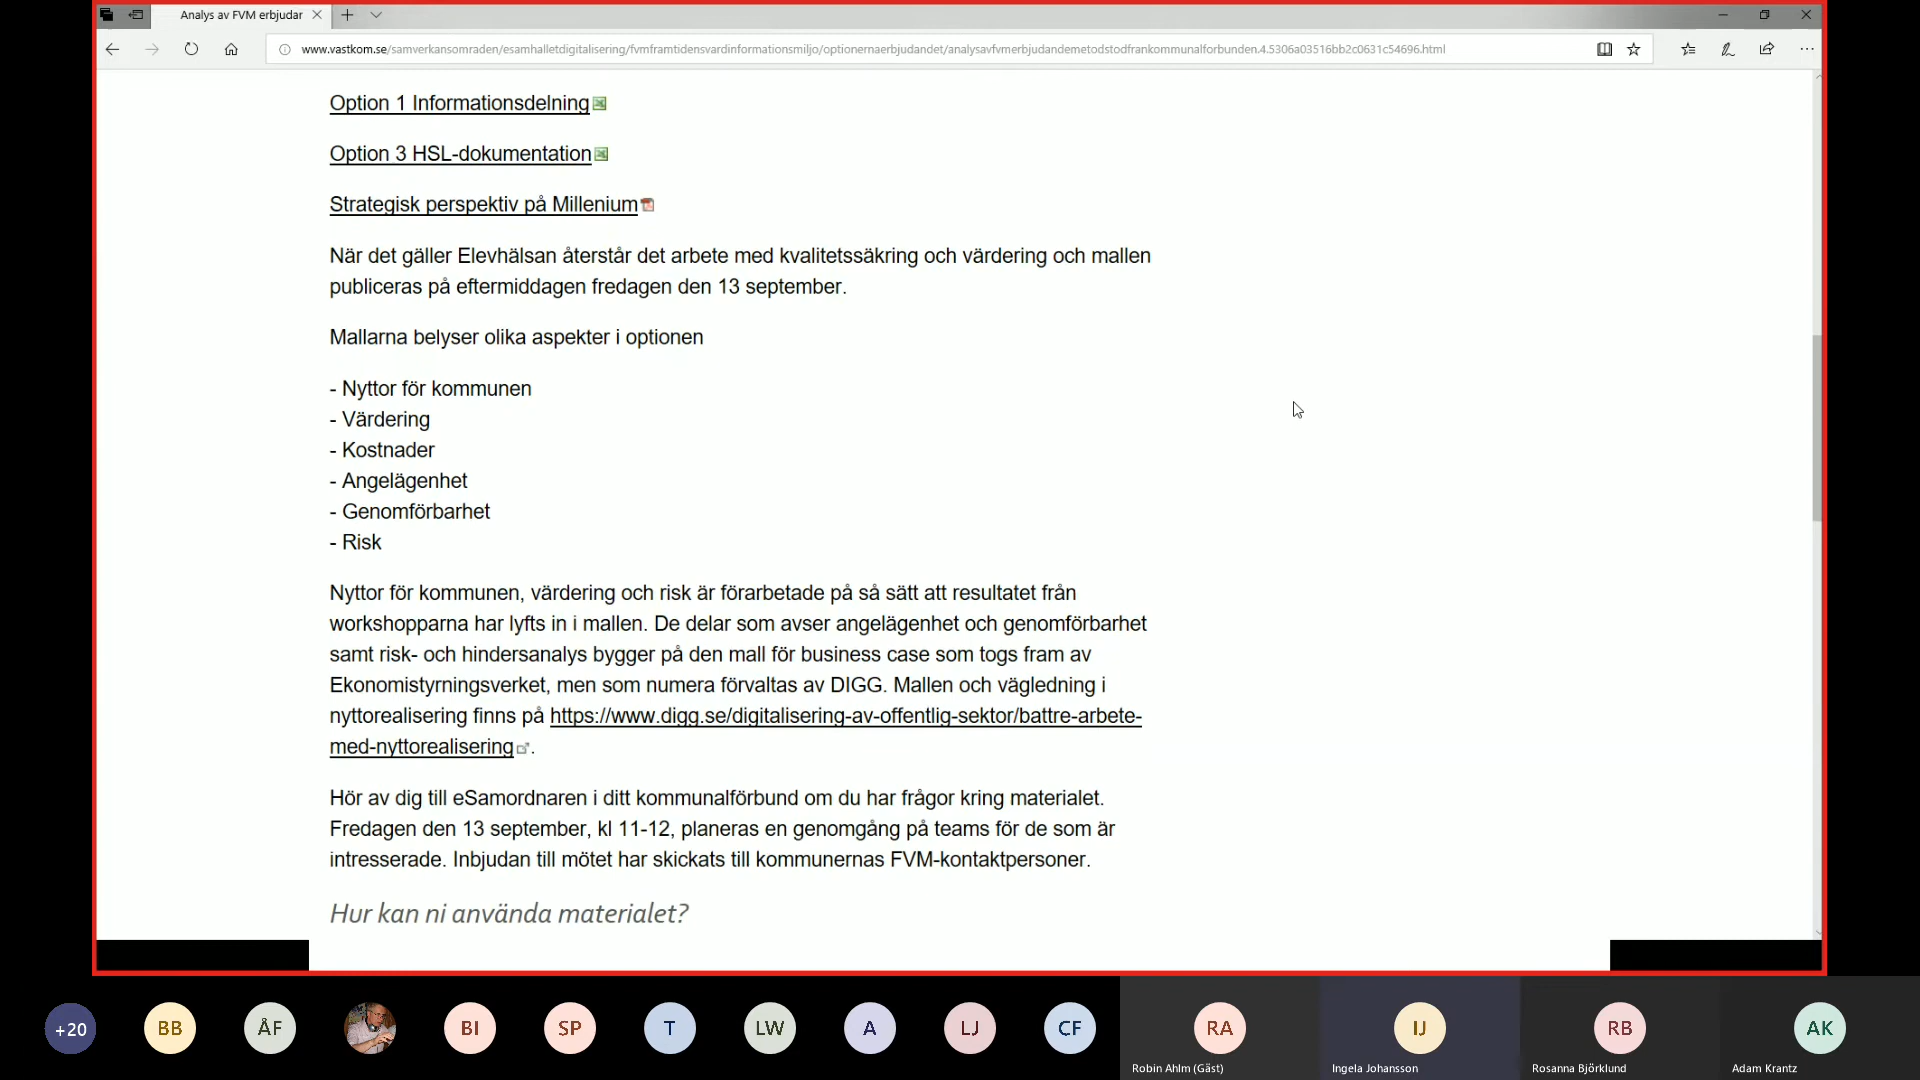 Analys av FVM erbjudar
www.vastkom.se/samverkansomraden/esamhalletdigitalisering/fvmframtidensvardinformationsmiljo/optionernaerbjudandet/analysavfvmerbjudandemetodstodfrankommunalforbunden.4.5306a03516bb2c0631c54696.html
Option 1 Informationsdelning
Option 3 HSL-dokumentation
Strategisk perspektiv på Millenium
När det gäller Elevhälsan återstår det arbete med kvalitetssäkring och värdering och mallen
publiceras på eftermiddagen fredagen den 13 september.
Mallarna belyser olika aspekter i optionen
- Nyttor för kommunen
- Värdering
- Kostnader
- Angelägenhet
- Genomförbarhet
- Risk
Nyttor för kommunen, värdering och risk är förarbetade på så sätt att resultatet från
workshopparna har lyfts in i mallen. De delar som avser angelägenhet och genomförbarhet
samt risk- och hindersanalys bygger på den mall för business case som togs fram av
Ekonomistyrningsverket, men som numera förvaltas av DIGG. Mallen och vägledning i
nyttorealisering finns på https://www.digg.se/digitalisering-av-offentlig-sektor/battre-arbete-
med-nyttorealisering.
Hör av dig till eSamordnaren i ditt kommunalförbund om du har frågor kring materialet.
Fredagen den 13 september, kl 11-12, planeras en genomgång på teams för de som är
intresserade. Inbjudan till mötet har skickats till kommunernas FVM-kontaktpersoner.
Hur kan ni använda materialet?
+20 BB ÅF BI SP T LW A LJ CF RA IJ RB AK
Robin Ahlm (Gäst) Ingela Johansson Rosanna Björklund Adam Krantz